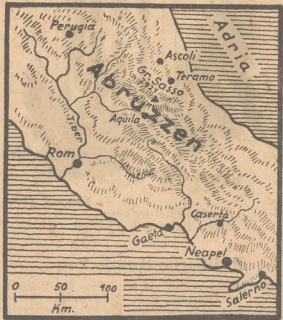 Perugia
Adria
Ascoli
Teramo
Gr. Sasso
Abruzzen
Aquila
Tiber
Rom
Caserta
Gaeta
Neapel
Salerno
0 50 100
Km.